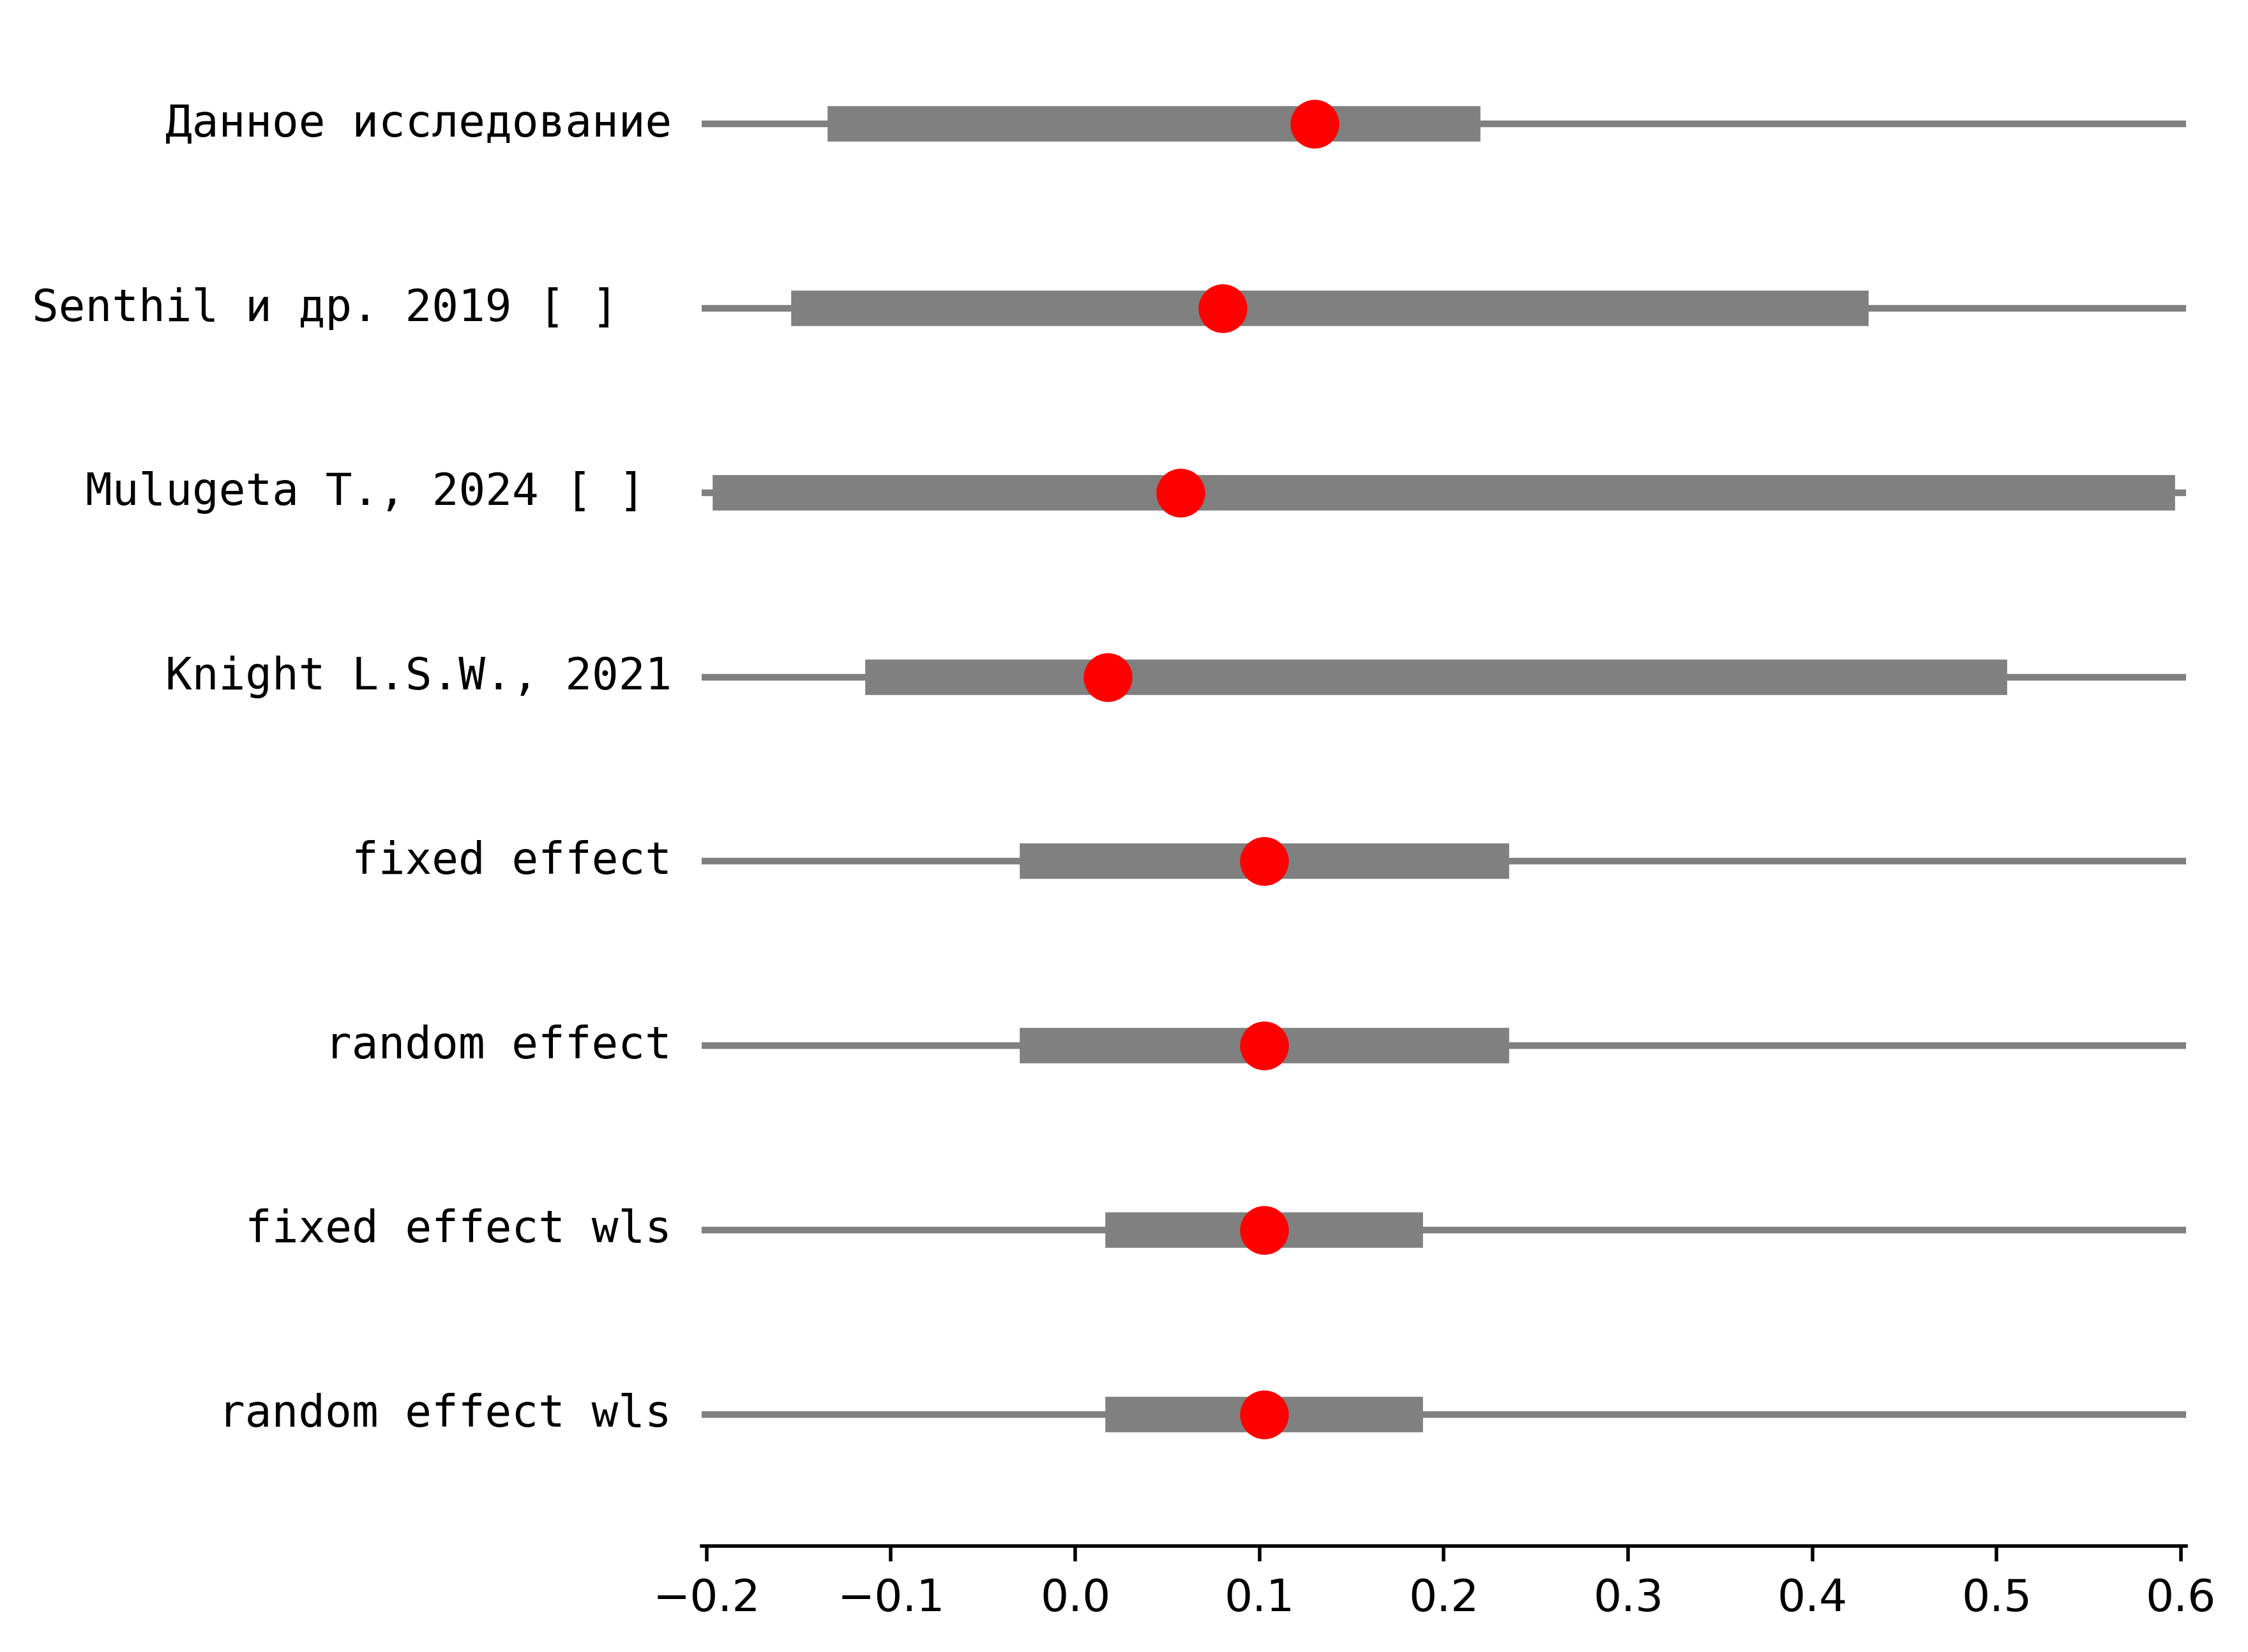 Данное исследование
Senthil и др. 2019 [ ]
Mulugeta T., 2024 [ ]
Knight L.S.W., 2021
fixed effect
random effect
fixed effect wls
random effect wls
−0.2 −0.1 0.0 0.1 0.2 0.3 0.4 0.5 0.6